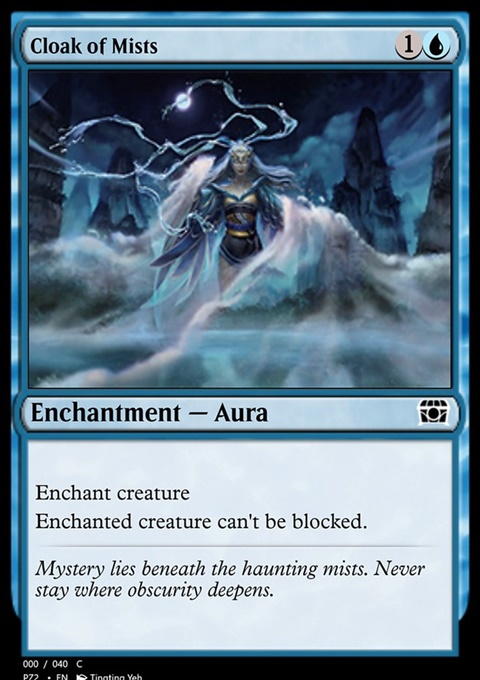 Cloak of Mists
1
Enchantment — Aura
Enchant creature
Enchanted creature can't be blocked.
Mystery lies beneath the haunting mists. Never
stay where obscurity deepens.
000 / 040 C
PZ2 • EN Tingting Yeh